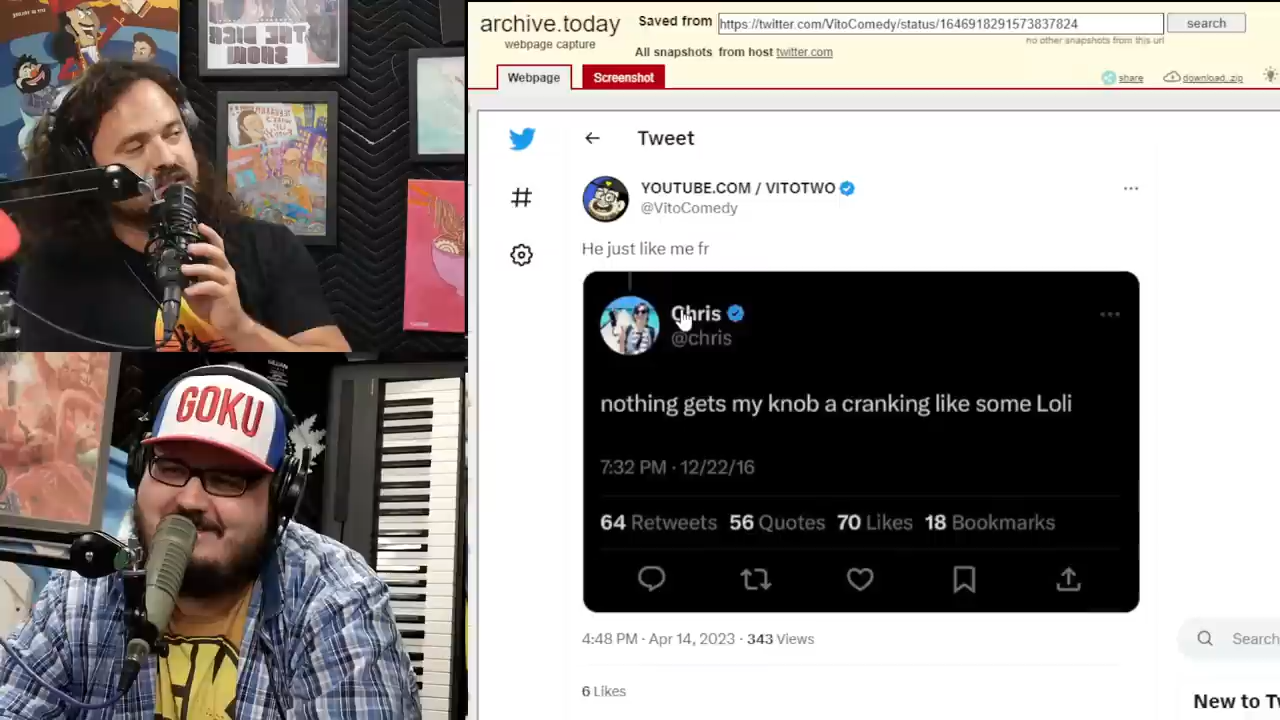 THE DICK
SHOW
GOKU
archive.today
webpage capture
Saved from https://twitter.com/VitoComedy/status/1646918291573837824 search
no other snapshots from this url
All snapshots from host twitter.com
Webpage Screenshot
share download .zip
Tweet
YOUTUBE.COM / VITOTWO
@VitoComedy
He just like me fr
Chris
@chris
nothing gets my knob a cranking like some Loli
7:32 PM · 12/22/16
64 Retweets 56 Quotes 70 Likes 18 Bookmarks
4:48 PM · Apr 14, 2023 · 343 Views
6 Likes
Search
New to Tw